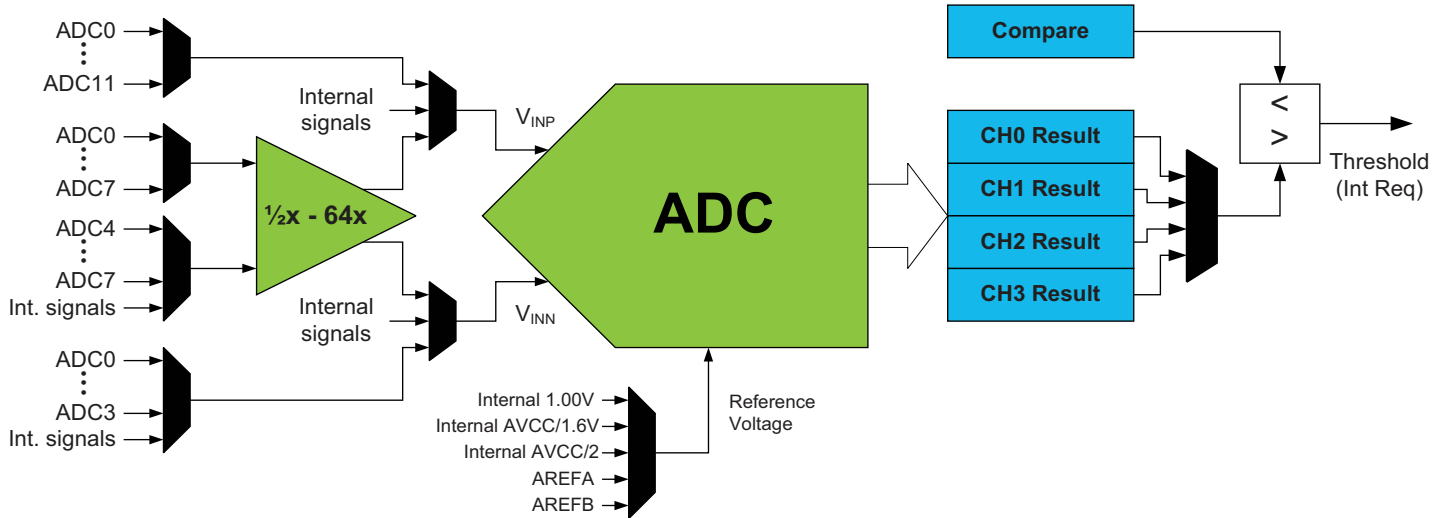 ADC0
ADC11
ADC0
ADC7
ADC4
ADC7
Int. signals
ADC0
ADC3
Int. signals
½x - 64x
Internal
signals
Internal
signals
VINP
VINN
ADC
Internal 1.00V
Internal AVCC/1.6V
Internal AVCC/2
AREFA
AREFB
Reference
Voltage
Compare
CH0 Result
CH1 Result
CH2 Result
CH3 Result
<
>
Threshold
(Int Req)